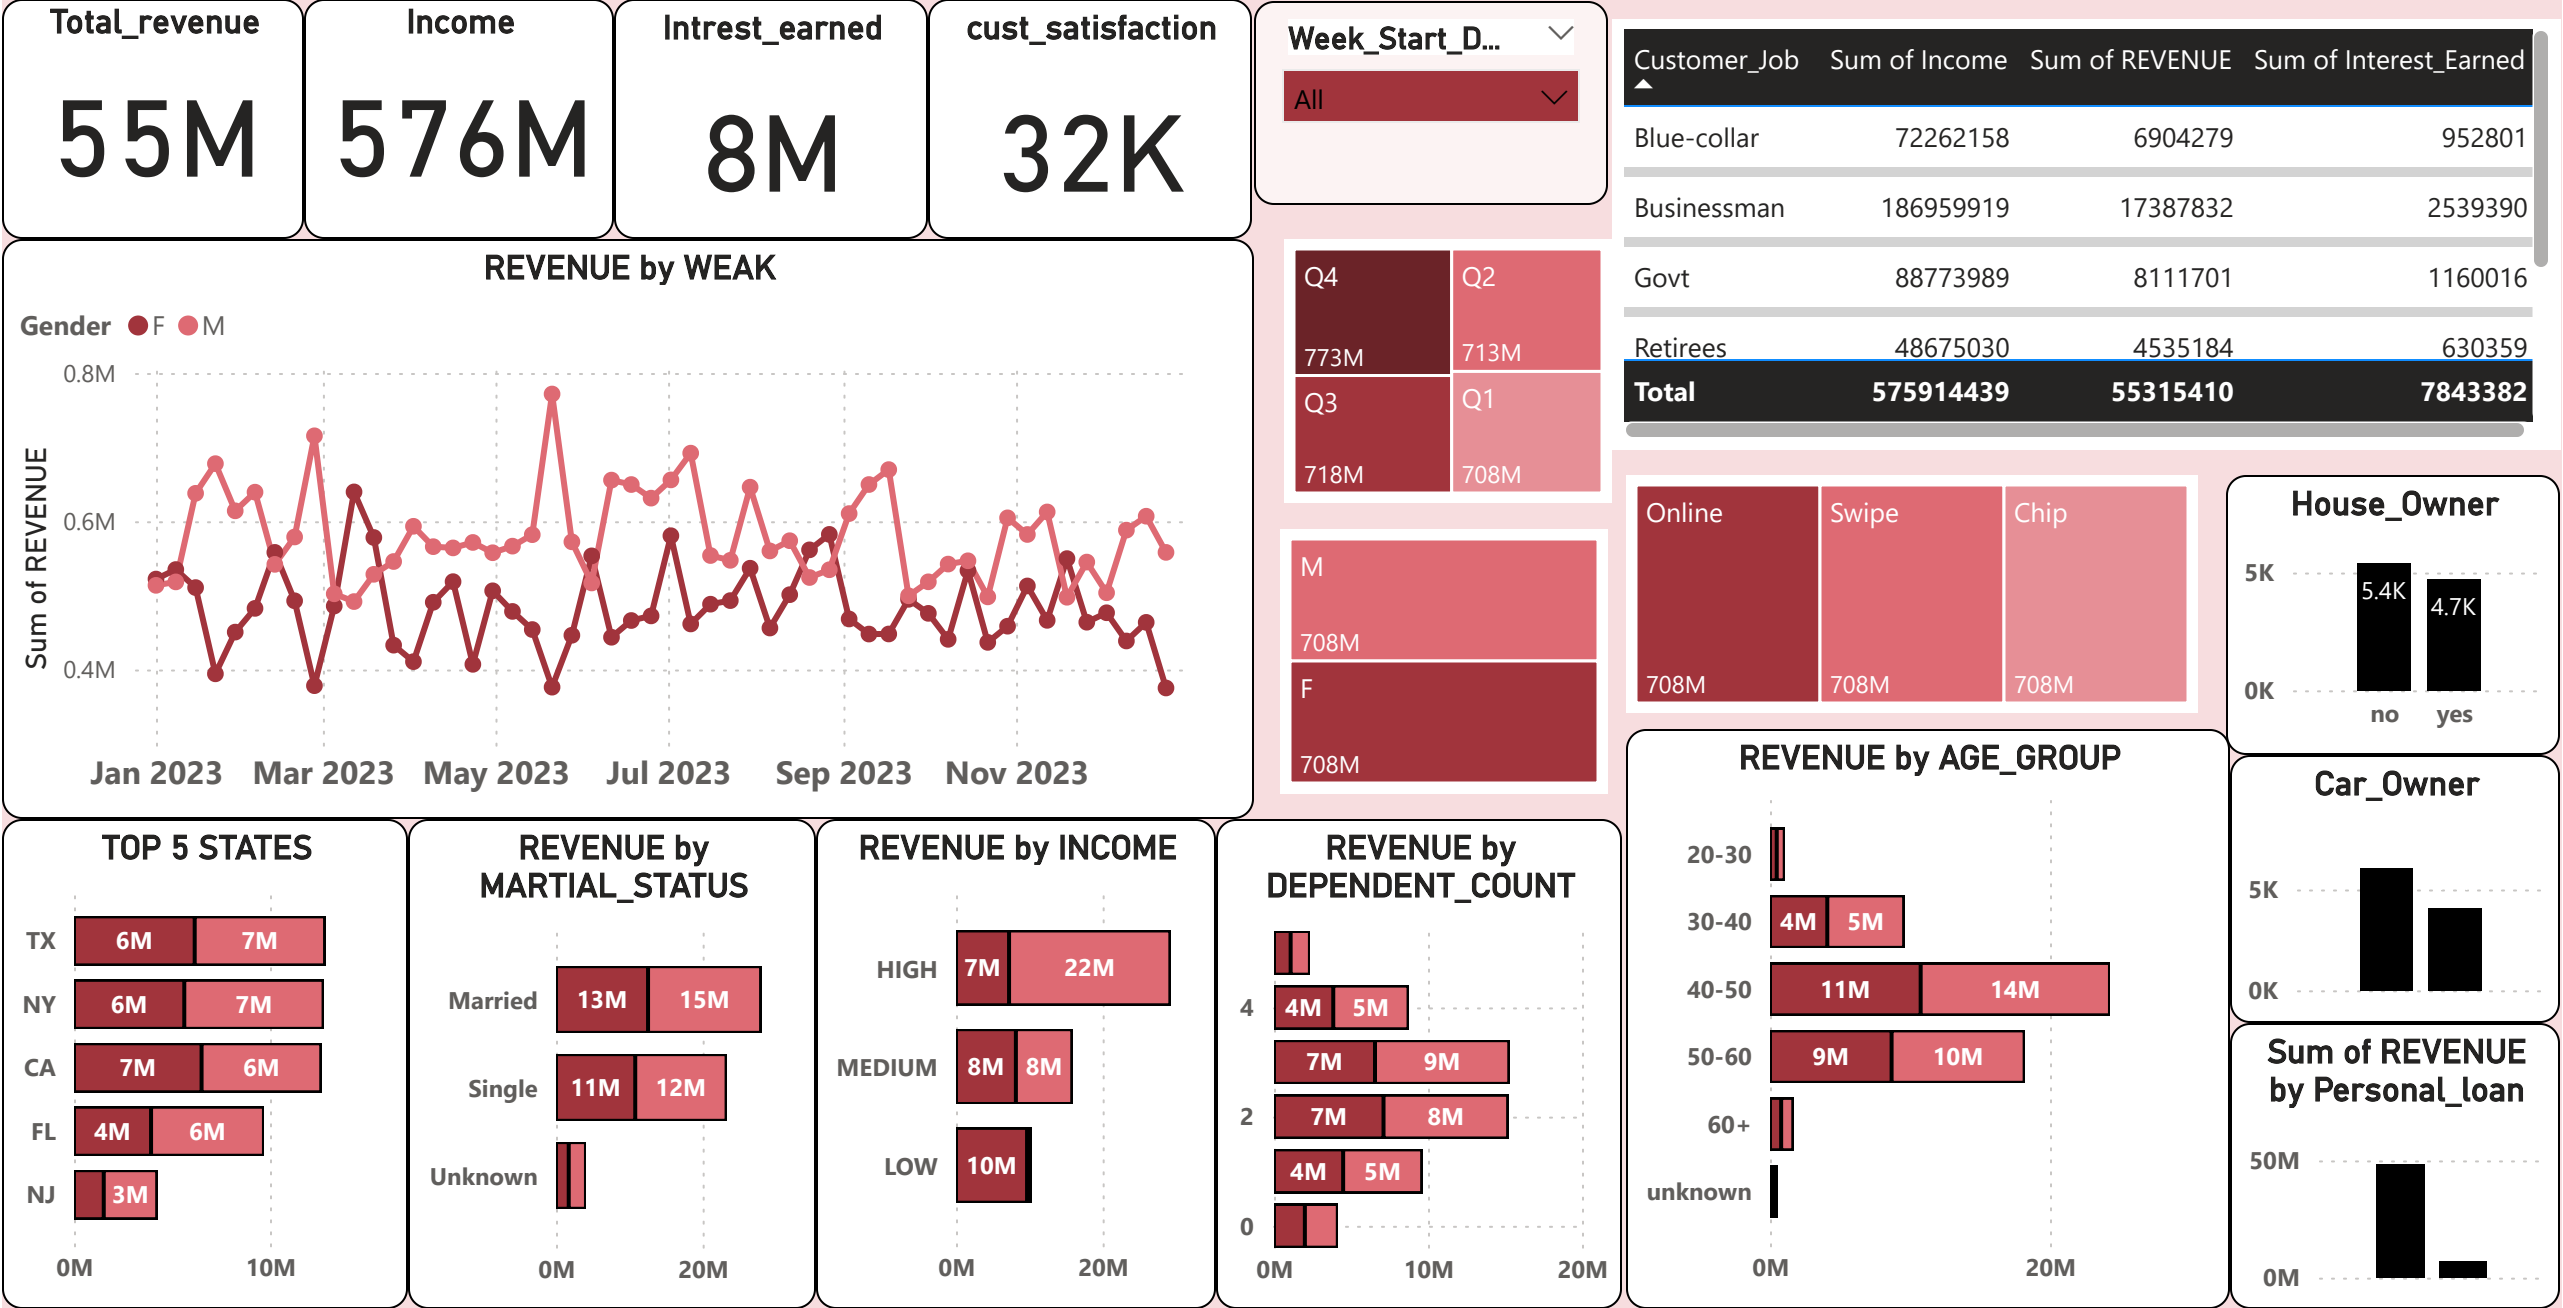 Total_revenue
55M
Income
576M
Intrest_earned
8M
cust_satisfaction
32K
Week_Start_D...
All
Customer_Job Sum of Income Sum of REVENUE Sum of Interest_Earned
Blue-collar 72262158 6904279 952801
Businessman 186959919 17387832 2539390
Govt 88773989 8111701 1160016
Retirees 48675030 4535184 630359
Total 575914439 55315410 7843382
REVENUE by WEAK
Gender F M
Sum of REVENUE
0.8M
0.6M
0.4M
Jan 2023 Mar 2023 May 2023 Jul 2023 Sep 2023 Nov 2023
Q4
773M
Q2
713M
Q3
718M
Q1
708M
M
708M
F
708M
Online
708M
Swipe
708M
Chip
708M
House_Owner
5K
5.4K
4.7K
0K
no yes
TOP 5 STATES
TX 6M 7M
NY 6M 7M
CA 7M 6M
FL 4M 6M
NJ 3M
0M 10M
REVENUE by
MARTIAL_STATUS
Married 13M 15M
Single 11M 12M
Unknown
0M 20M
REVENUE by INCOME
HIGH 7M 22M
MEDIUM 8M 8M
LOW 10M
0M 20M
REVENUE by
DEPENDENT_COUNT
4 4M 5M
7M 9M
2 7M 8M
4M 5M
0
0M 10M 20M
REVENUE by AGE_GROUP
20-30
30-40 4M 5M
40-50 11M 14M
50-60 9M 10M
60+
unknown
0M 20M
Car_Owner
5K
0K
Sum of REVENUE
by Personal_loan
50M
0M